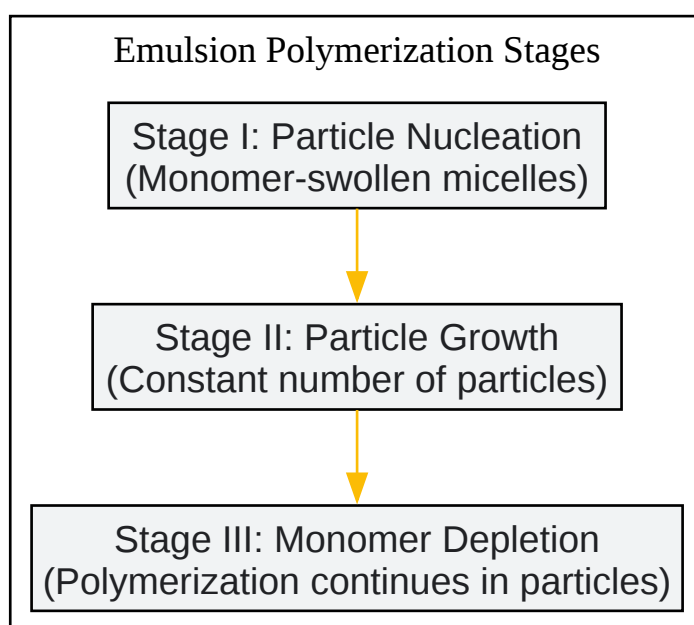 Emulsion Polymerization Stages
Stage I: Particle Nucleation
(Monomer-swollen micelles)
Stage II: Particle Growth
(Constant number of particles)
Stage III: Monomer Depletion
(Polymerization continues in particles)